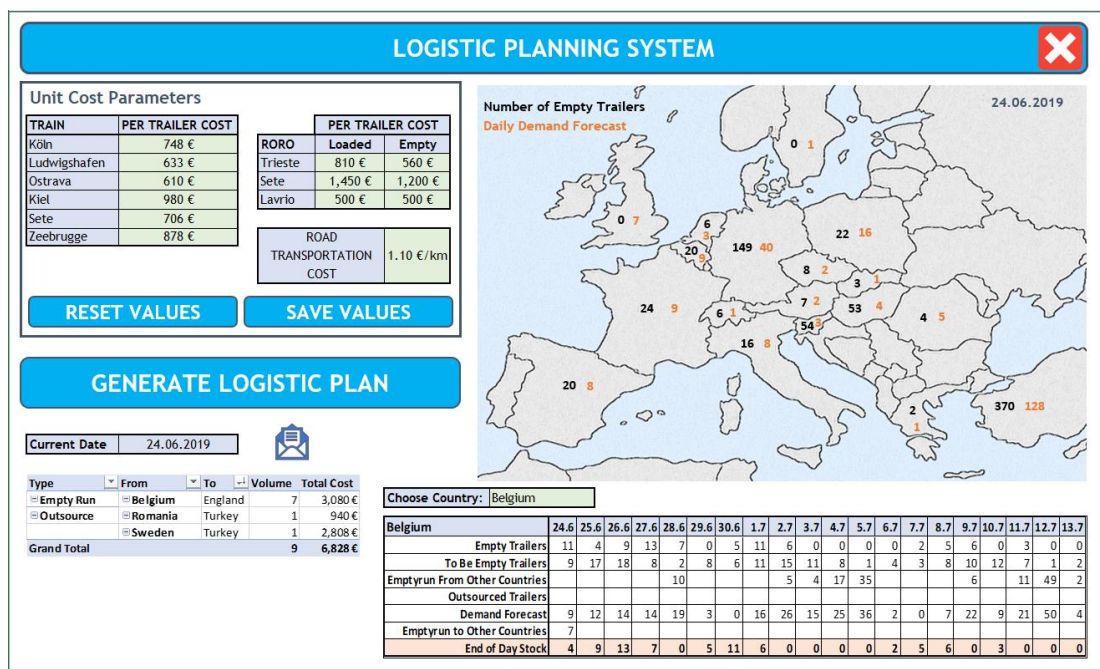 LOGISTIC PLANNING SYSTEM
Unit Cost Parameters
TRAIN PER TRAILER COST
Köln 748 €
Ludwigshafen 633 €
Ostrava 610 €
Kiel 980 €
Sete 706 €
Zeebrugge 878 €
PER TRAILER COST
RORO Loaded Empty
Trieste 810 € 560 €
Sete 1,450 € 1,200 €
Lavrio 500 € 500 €
ROAD
TRANSPORTATION
COST
1.10 €/km
RESET VALUES SAVE VALUES
GENERATE LOGISTIC PLAN
Current Date 24.06.2019
Type From To Volume Total Cost
Empty Run Belgium England 7 3,080 €
Outsource Romania Turkey 1 940 €
Sweden Turkey 1 2,808 €
Grand Total 9 6,828 €
Number of Empty Trailers
Daily Demand Forecast
24.06.2019
0 1
0 7
6
3
20
9
149 40
22 16
8 2
3 1
7 2
53 4
24 9
6 1
54 3
4 5
16 8
20 8
2
1
370 128
Choose Country: Belgium
Belgium 24.6 25.6 26.6 27.6 28.6 29.6 30.6 1.7 2.7 3.7 4.7 5.7 6.7 7.7 8.7 9.7 10.7 11.7 12.7 13.7
Empty Trailers 11 4 9 13 7 0 5 11 6 0 0 0 0 2 5 6 0 3 0 0
To Be Empty Trailers 9 17 18 8 2 8 6 11 15 11 8 1 4 3 8 10 12 7 1 2
Emptyrun From Other Countries 10 5 4 17 35 6 11 49 2
Outsourced Trailers
Demand Forecast 9 12 14 14 19 3 0 16 26 15 25 36 2 0 7 22 9 21 50 4
Emptyrun to Other Countries 7
End of Day Stock 4 9 13 7 0 5 11 6 0 0 0 0 2 5 6 0 3 0 0 0